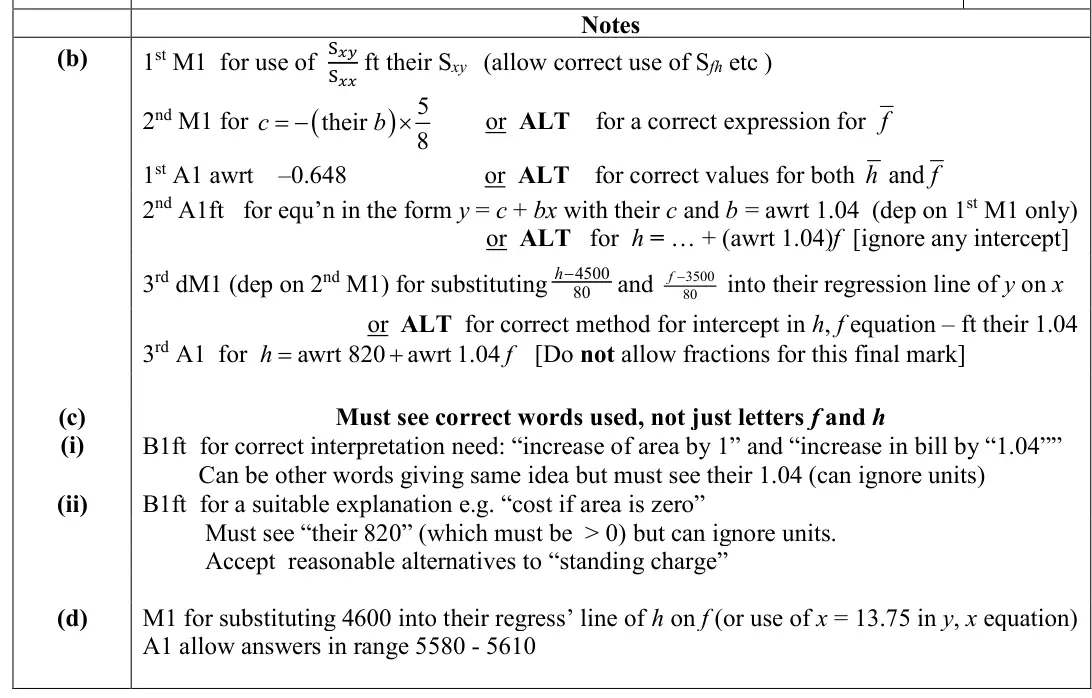 Notes
(b) 1st M1 for use of Sxy/Sxx ft their Sxy (allow correct use of Sfh etc )
2nd M1 for c = −(their b)×5/8 or ALT for a correct expression for f̅
1st A1 awrt –0.648 or ALT for correct values for both h̅ and f̅
2nd A1ft for equ’n in the form y = c + bx with their c and b = awrt 1.04 (dep on 1st M1 only)
or ALT for h = … + (awrt 1.04)f [ignore any intercept]
3rd dM1 (dep on 2nd M1) for substituting (h−4500)/80 and (f−3500)/80 into their regression line of y on x
or ALT for correct method for intercept in h, f equation – ft their 1.04
3rd A1 for h = awrt 820 + awrt 1.04 f [Do not allow fractions for this final mark]
(c) Must see correct words used, not just letters f and h
(i) B1ft for correct interpretation need: “increase of area by 1” and “increase in bill by “1.04””
Can be other words giving same idea but must see their 1.04 (can ignore units)
(ii) B1ft for a suitable explanation e.g. “cost if area is zero”
Must see “their 820” (which must be > 0) but can ignore units.
Accept reasonable alternatives to “standing charge”
(d) M1 for substituting 4600 into their regress’ line of h on f (or use of x = 13.75 in y, x equation)
A1 allow answers in range 5580 - 5610